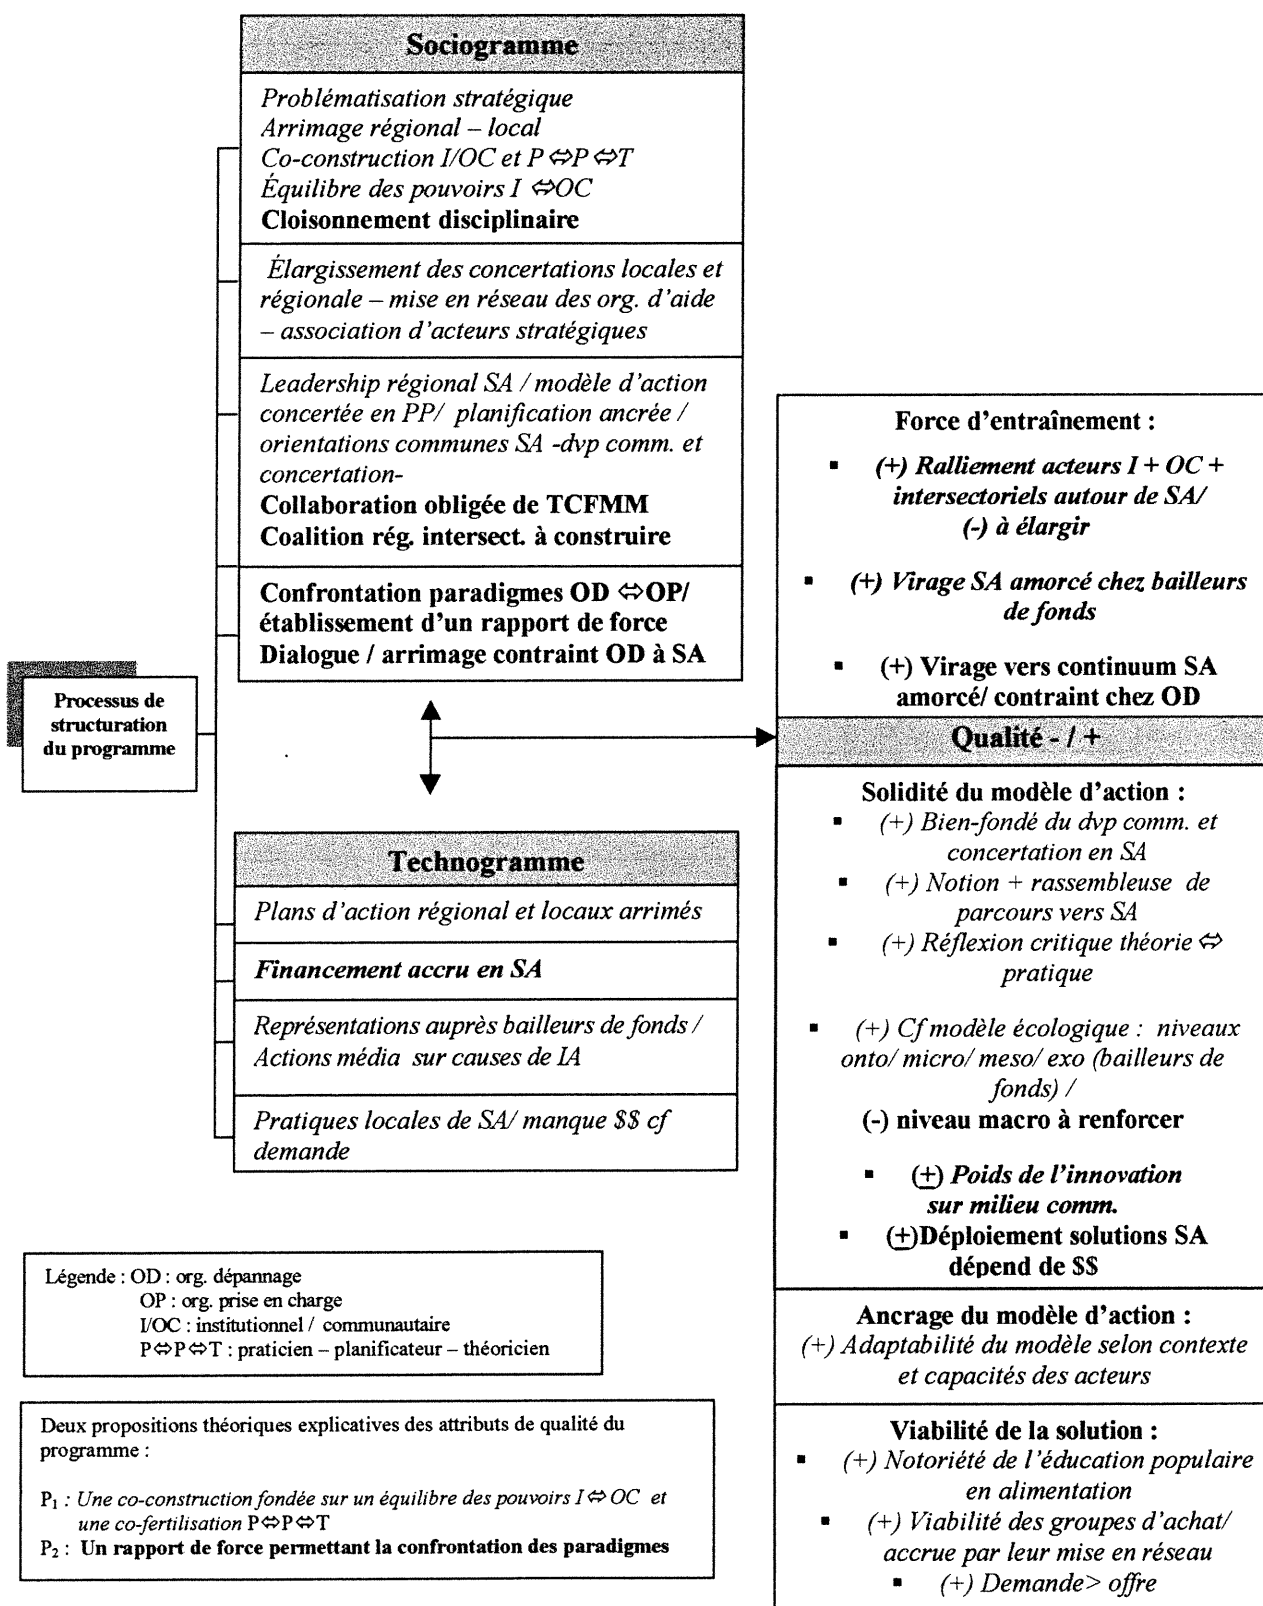 Sociogramme
Problématisation stratégique
Arrimage régional – local
Co-construction I/OC et P⇔P⇔T
Équilibre des pouvoirs I ⇔OC
Cloisonnement disciplinaire
Élargissement des concertations locales et
régionale – mise en réseau des org. d'aide
– association d'acteurs stratégiques
Leadership régional SA / modèle d'action
concertée en PP/ planification ancrée /
orientations communes SA -dvp comm. et
concertation-
Collaboration obligée de TCFMM
Coalition rég. intersect. à construire
Confrontation paradigmes OD ⇔OP/
établissement d'un rapport de force
Dialogue / arrimage contraint OD à SA
Processus de
structuration
du programme
Technogramme
Plans d'action régional et locaux arrimés
Financement accru en SA
Représentations auprès bailleurs de fonds /
Actions média sur causes de IA
Pratiques locales de SA/ manque $$ cf
demande
Force d'entraînement :
▪ (+) Ralliement acteurs I + OC +
intersectoriels autour de SA/
(-) à élargir
▪ (+) Virage SA amorcé chez bailleurs
de fonds
▪ (+) Virage vers continuum SA
amorcé/ contraint chez OD
Qualité - / +
Solidité du modèle d'action :
▪ (+) Bien-fondé du dvp comm. et
concertation en SA
▪ (+) Notion + rassembleuse de
parcours vers SA
▪ (+) Réflexion critique théorie ⇔
pratique
▪ (+) Cf modèle écologique : niveaux
onto/ micro/ meso/ exo (bailleurs de
fonds) /
(-) niveau macro à renforcer
▪ (±) Poids de l'innovation
sur milieu comm.
▪ (±)Déploiement solutions SA
dépend de $$
Ancrage du modèle d'action :
(+) Adaptabilité du modèle selon contexte
et capacités des acteurs
Viabilité de la solution :
▪ (+) Notoriété de l'éducation populaire
en alimentation
▪ (+) Viabilité des groupes d'achat/
accrue par leur mise en réseau
▪ (+) Demande> offre
Légende : OD : org. dépannage
OP : org. prise en charge
I/OC : institutionnel / communautaire
P⇔P⇔T : praticien – planificateur – théoricien
Deux propositions théoriques explicatives des attributs de qualité du
programme :
P₁ : Une co-construction fondée sur un équilibre des pouvoirs I⇔OC et
une co-fertilisation P⇔P⇔T
P₂ : Un rapport de force permettant la confrontation des paradigmes